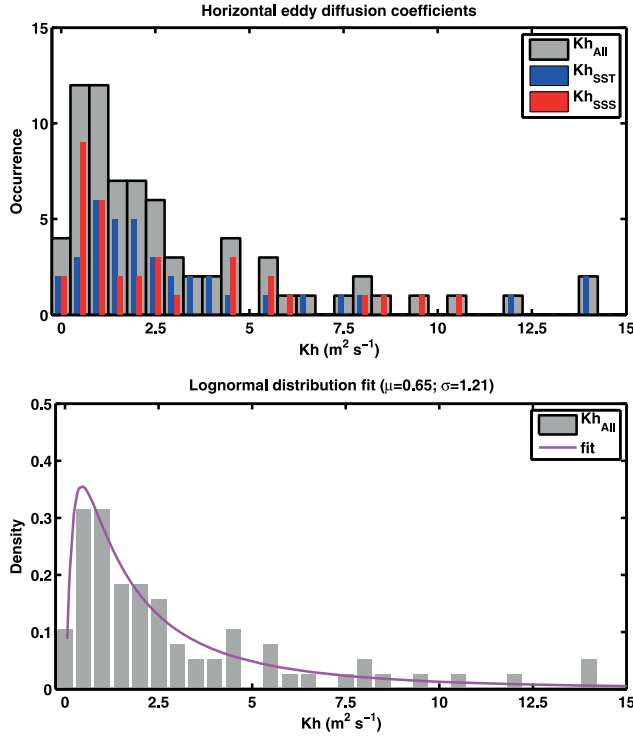 Horizontal eddy diffusion coefficients
15
10
5
0
Occurrence
Kh_All
Kh_SST
Kh_SSS
0 2.5 5 7.5 10 12.5 15
Kh (m² s⁻¹)
Lognormal distribution fit (μ=0.65; σ=1.21)
0.5
0.4
0.3
0.2
0.1
0
Density
Kh_All
fit
0 2.5 5 7.5 10 12.5 15
Kh (m² s⁻¹)